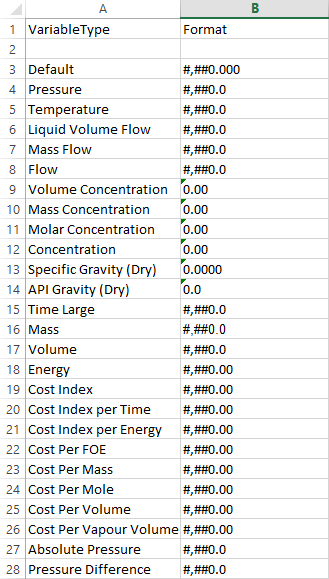 A B
1 VariableType Format
2
3 Default #,##0.000
4 Pressure #,##0.0
5 Temperature #,##0.0
6 Liquid Volume Flow #,##0.0
7 Mass Flow #,##0.0
8 Flow #,##0.0
9 Volume Concentration 0.00
10 Mass Concentration 0.00
11 Molar Concentration 0.00
12 Concentration 0.00
13 Specific Gravity (Dry) 0.0000
14 API Gravity (Dry) 0.0
15 Time Large #,##0.0
16 Mass #,##0.0
17 Volume #,##0.0
18 Energy #,##0.00
19 Cost Index #,##0.00
20 Cost Index per Time #,##0.00
21 Cost Index per Energy #,##0.00
22 Cost Per FOE #,##0.00
23 Cost Per Mass #,##0.00
24 Cost Per Mole #,##0.00
25 Cost Per Volume #,##0.00
26 Cost Per Vapour Volume #,##0.00
27 Absolute Pressure #,##0.0
28 Pressure Difference #,##0.0